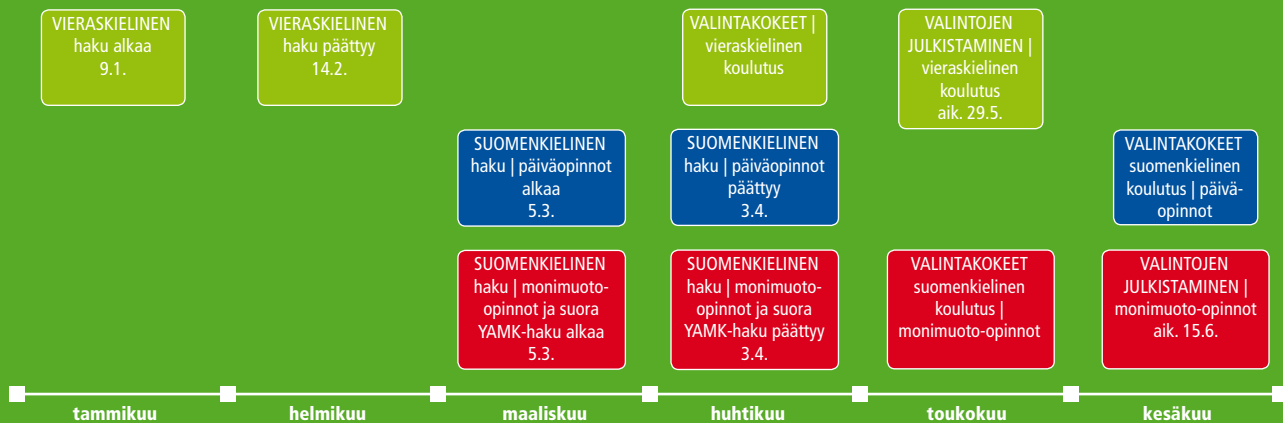 VIERASKIELINEN
haku alkaa
9.1.
VIERASKIELINEN
haku päättyy
14.2.
VALINTAKOKEET |
vieraskielinen
koulutus
VALINTOJEN
JULKISTAMINEN |
vieraskielinen
koulutus
aik. 29.5.
SUOMENKIELINEN
haku | päiväopinnot
alkaa
5.3.
SUOMENKIELINEN
haku | päiväopinnot
päättyy
3.4.
VALINTAKOKEET
suomenkielinen
koulutus | päivä-
opinnot
SUOMENKIELINEN
haku | monimuoto-
opinnot ja suora
YAMK-haku alkaa
5.3.
SUOMENKIELINEN
haku | monimuoto-
opinnot ja suora
YAMK-haku päättyy
3.4.
VALINTAKOKEET
suomenkielinen
koulutus |
monimuoto-opinnot
VALINTOJEN
JULKISTAMINEN |
monimuoto-opinnot
aik. 15.6.
tammikuu
helmikuu
maaliskuu
huhtikuu
toukokuu
kesäkuu